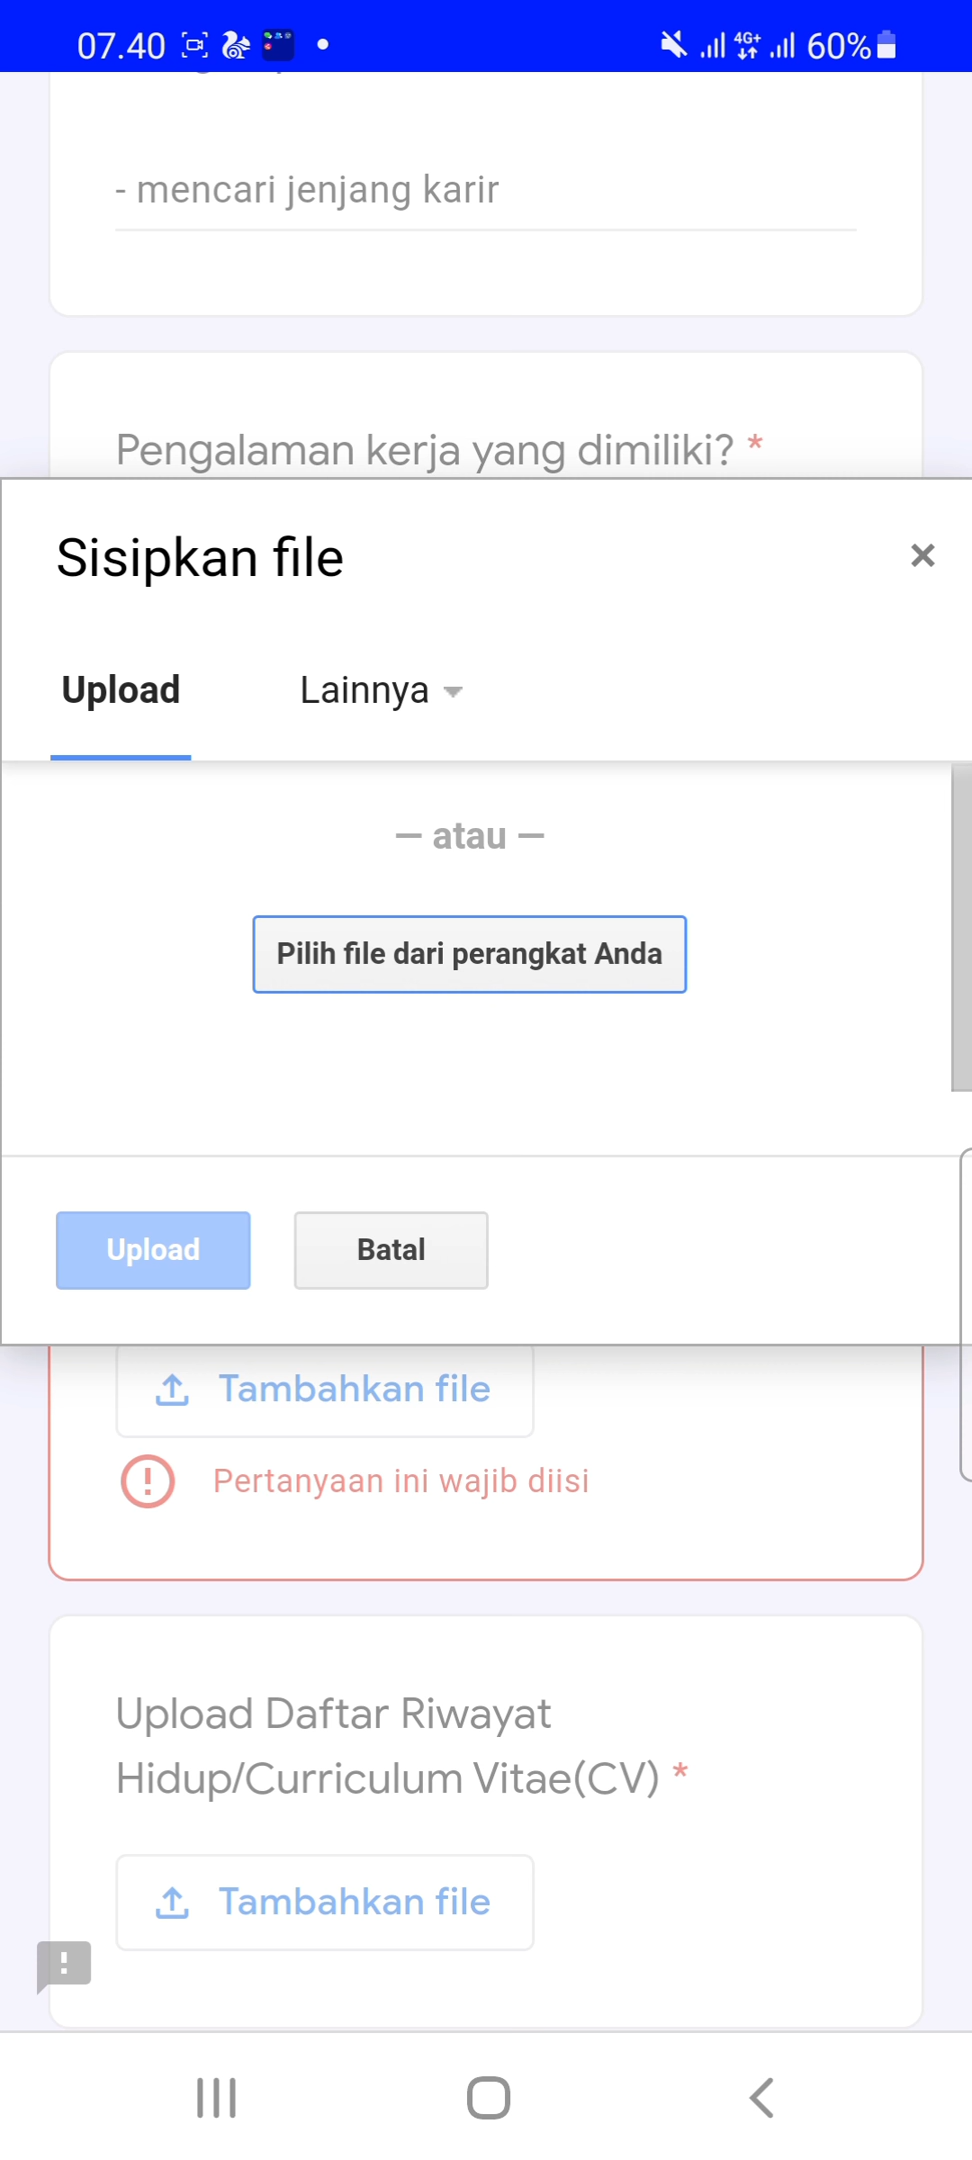 07.40
4G+
60%
- mencari jenjang karir
Pengalaman kerja yang dimiliki? *
Sisipkan file
×
Upload
Lainnya
— atau —
Pilih file dari perangkat Anda
Upload
Batal
Tambahkan file
Pertanyaan ini wajib diisi
Upload Daftar Riwayat
Hidup/Curriculum Vitae(CV) *
Tambahkan file